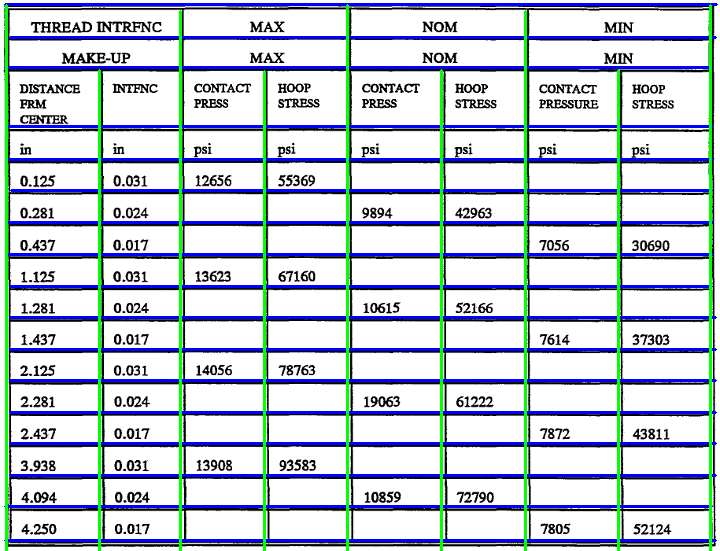 THREAD INTRFNC MAX NOM MIN
MAKE-UP MAX NOM MIN
DISTANCE INTFNC CONTACT HOOP CONTACT HOOP CONTACT HOOP
FRM PRESS STRESS PRESS STRESS PRESSURE STRESS
CENTER
in in psi psi psi psi psi psi
0.125 0.031 12656 55369
0.281 0.024 9894 42963
0.437 0.017 7056 30690
1.125 0.031 13623 67160
1.281 0.024 10615 52166
1.437 0.017 7614 37303
2.125 0.031 14056 78763
2.281 0.024 19063 61222
2.437 0.017 7872 43811
3.938 0.031 13908 93583
4.094 0.024 10859 72790
4.250 0.017 7805 52124